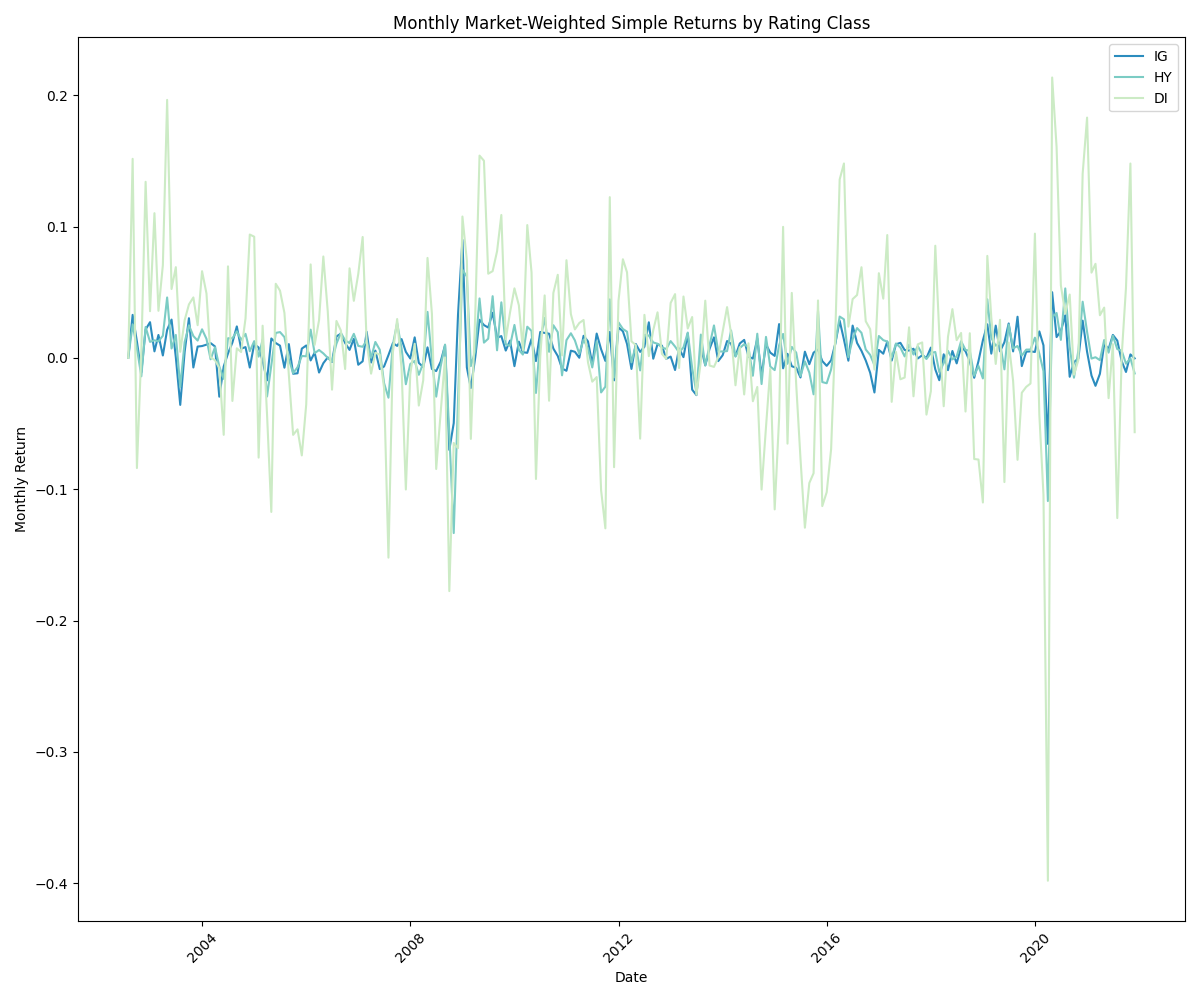 Monthly Market-Weighted Simple Returns by Rating Class
IG
HY
DI
0.2
0.1
0.0
−0.1
−0.2
−0.3
−0.4
Monthly Return
2004
2008
2012
2016
2020
Date